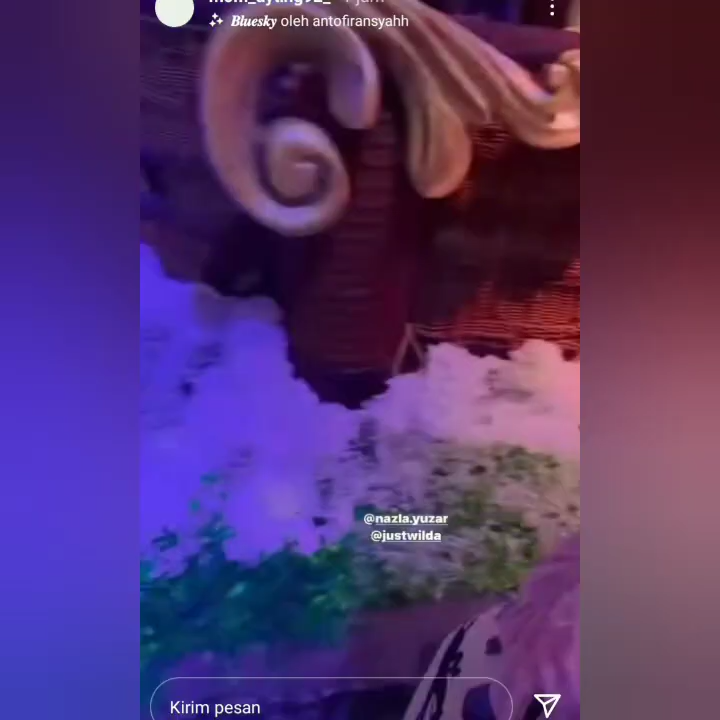 ✨ Bluesky oleh antofiransyahh
@nazla.yuzar
@justwilda
Kirim pesan